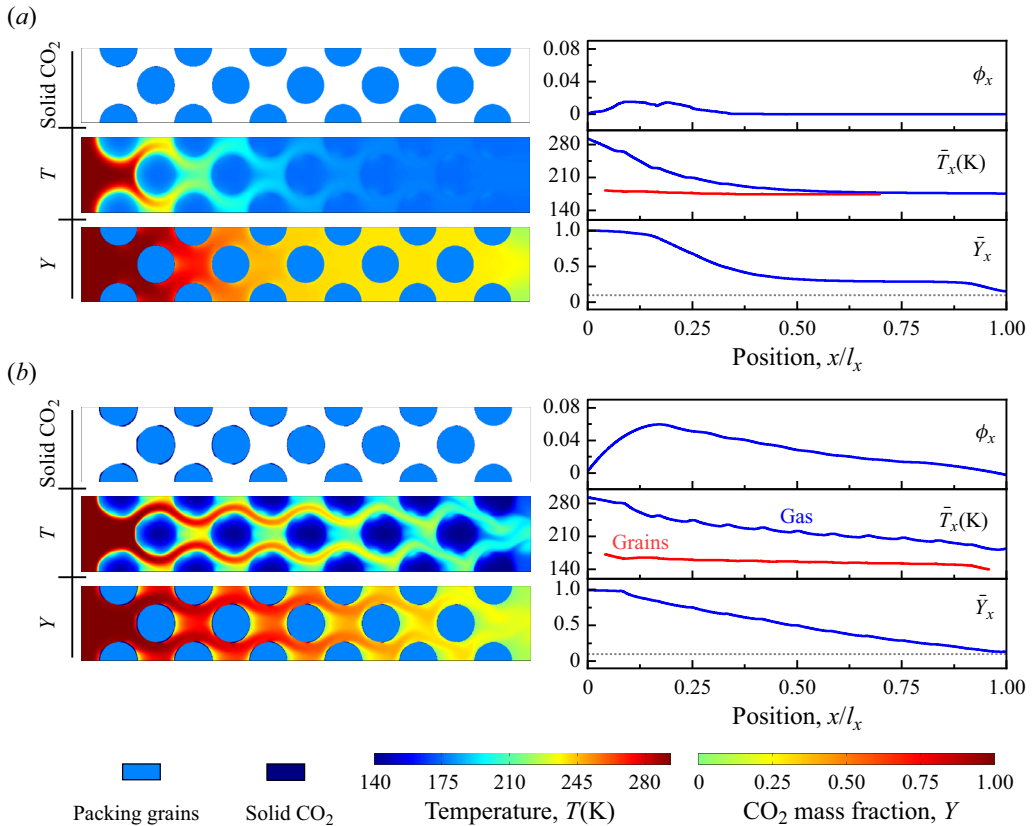 (a)
Solid CO2
T
Y
0.08
0.04
0
ϕx
280
210
140
T̄x(K)
1.0
0.5
0
Ȳx
0 0.25 0.50 0.75 1.00
Position, x/lx
(b)
Solid CO2
T
Y
0.08
0.04
0
ϕx
280
210
140
Gas
Grains
T̄x(K)
1.0
0.5
0
Ȳx
0 0.25 0.50 0.75 1.00
Position, x/lx
Packing grains
Solid CO2
140 175 210 245 280
Temperature, T(K)
0 0.25 0.50 0.75 1.00
CO2 mass fraction, Y